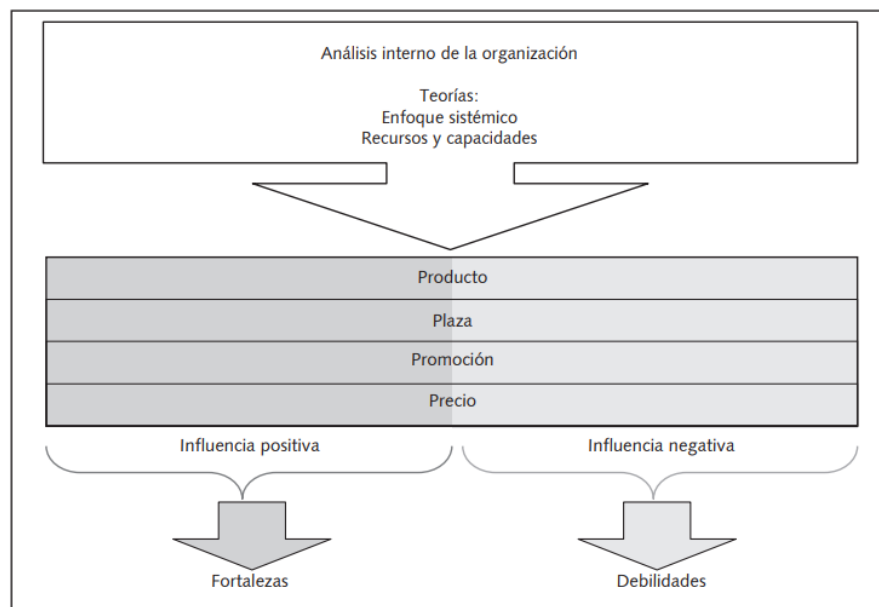 Análisis interno de la organización
Teorías:
Enfoque sistémico
Recursos y capacidades
Producto
Plaza
Promoción
Precio
Influencia positiva
Influencia negativa
Fortalezas
Debilidades